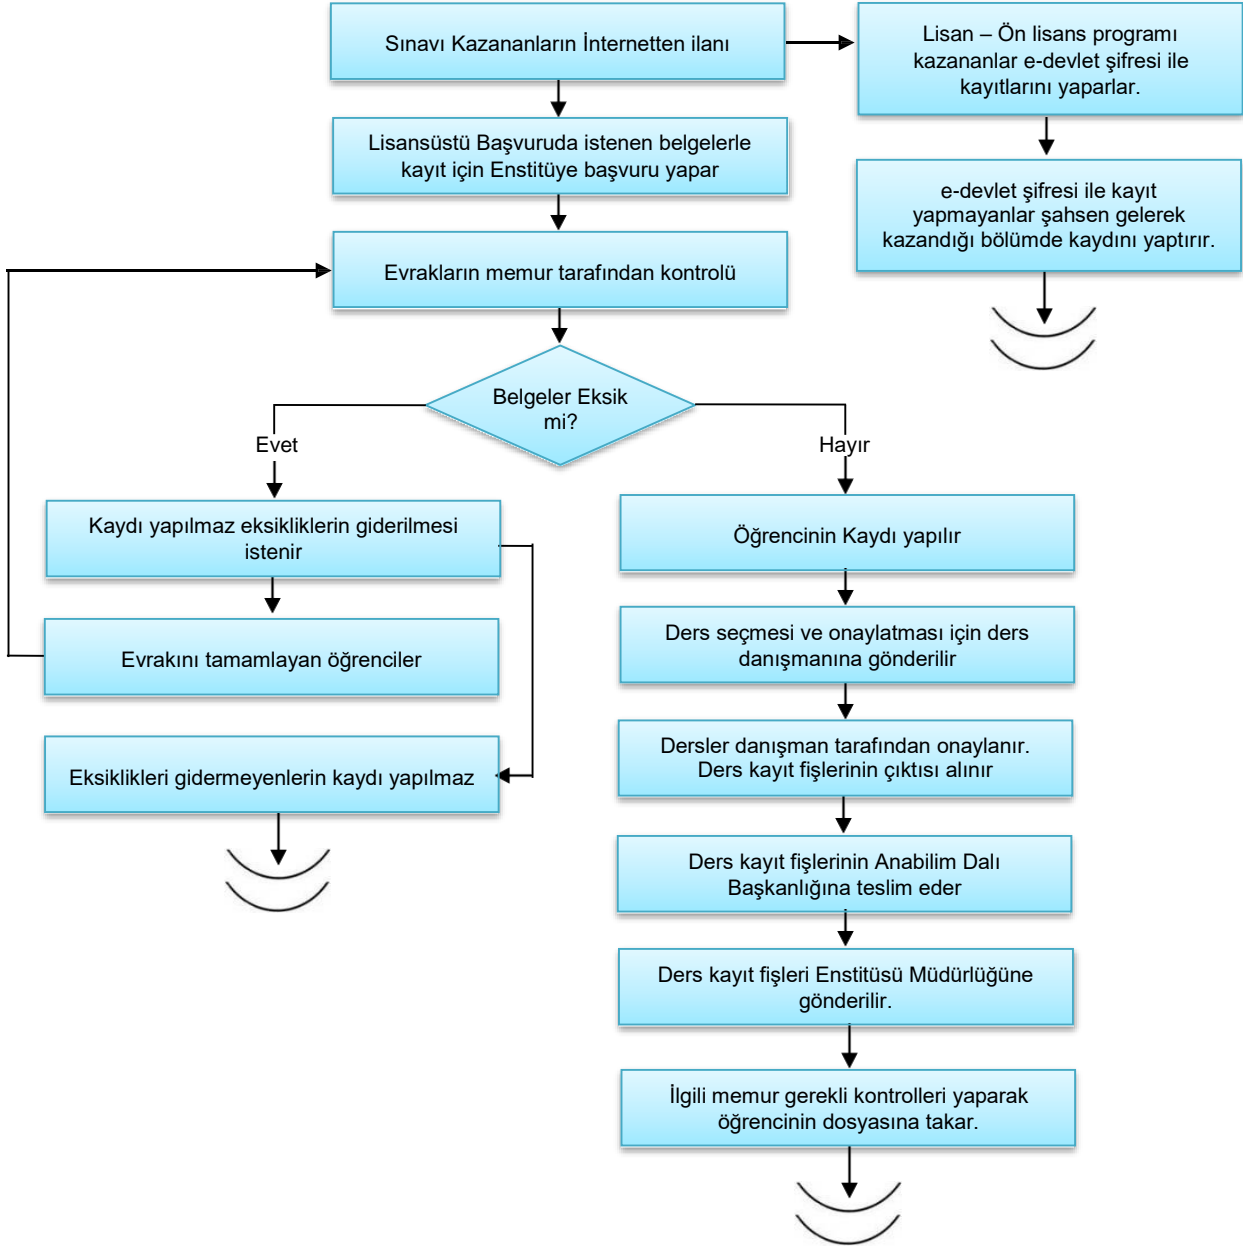 Sınavı Kazananların İnternetten ilanı
Lisan – Ön lisans programı
kazananlar e-devlet şifresi ile
kayıtlarını yaparlar.
Lisansüstü Başvuruda istenen belgelerle
kayıt için Enstitüye başvuru yapar
e-devlet şifresi ile kayıt
yapmayanlar şahsen gelerek
kazandığı bölümde kaydını yaptırır.
Evrakların memur tarafından kontrolü
Belgeler Eksik
mi?
Evet
Hayır
Kaydı yapılmaz eksikliklerin giderilmesi
istenir
Öğrencinin Kaydı yapılır
Evrakını tamamlayan öğrenciler
Ders seçmesi ve onaylatması için ders
danışmanına gönderilir
Eksiklikleri gidermeyenlerin kaydı yapılmaz
Dersler danışman tarafından onaylanır.
Ders kayıt fişlerinin çıktısı alınır
Ders kayıt fişlerinin Anabilim Dalı
Başkanlığına teslim eder
Ders kayıt fişleri Enstitüsü Müdürlüğüne
gönderilir.
İlgili memur gerekli kontrolleri yaparak
öğrencinin dosyasına takar.